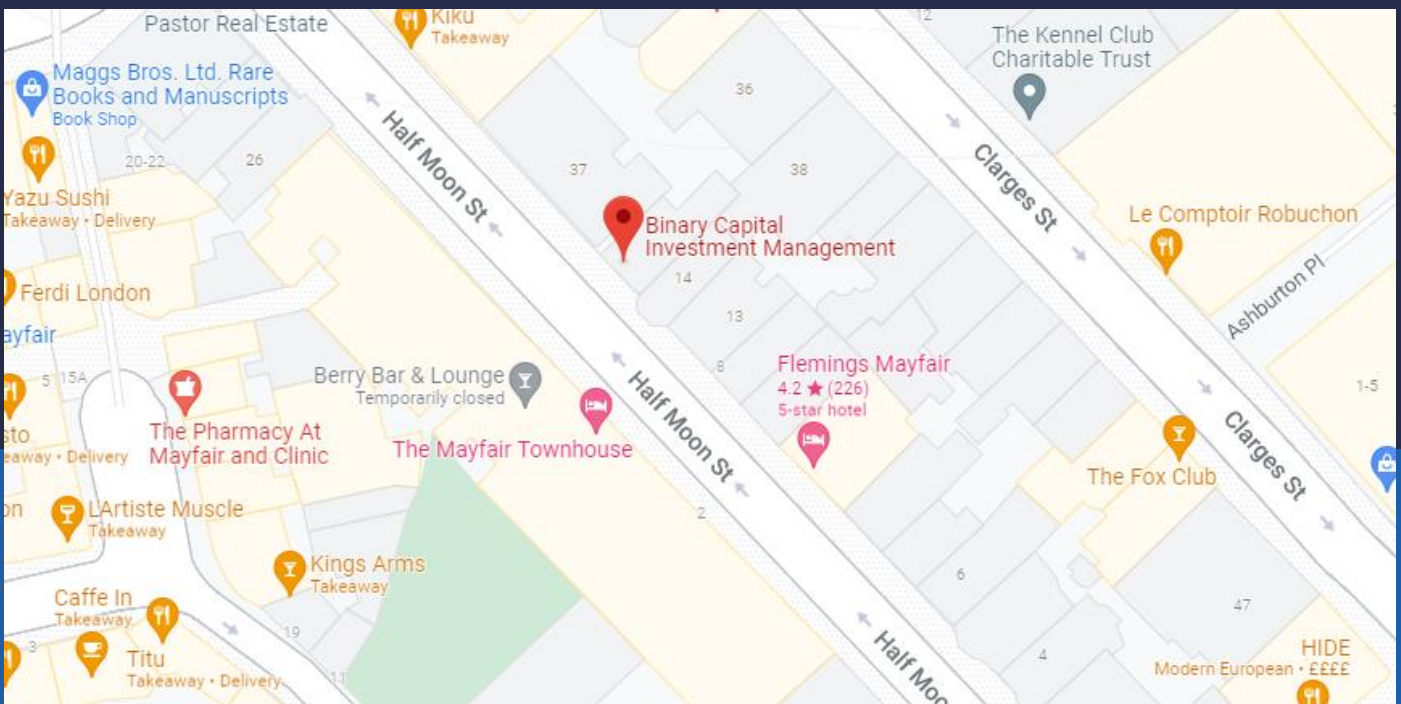 Pastor Real Estate
Kiku
Takeaway
12
The Kennel Club
Charitable Trust
Maggs Bros. Ltd. Rare
Books and Manuscripts
Book Shop
36
Half Moon St
Clarges St
20-22
26
37
38
Yazu Sushi
Takeaway • Delivery
Binary Capital
Investment Management
Le Comptoir Robuchon
14
Ferdi London
13
Ashburton Pl
ayfair
Berry Bar & Lounge
Temporarily closed
8
Flemings Mayfair
4.2 ★ (226)
5-star hotel
5
15A
1-5
Half Moon St
Clarges St
sto
eaway • Delivery
The Pharmacy At
Mayfair and Clinic
The Mayfair Townhouse
The Fox Club
on
L'Artiste Muscle
Takeaway
2
Kings Arms
Takeaway
6
Caffe In
Takeaway
47
19
3
Titu
Takeaway • Delivery
11
Half Moo
4
HIDE
Modern European • ££££